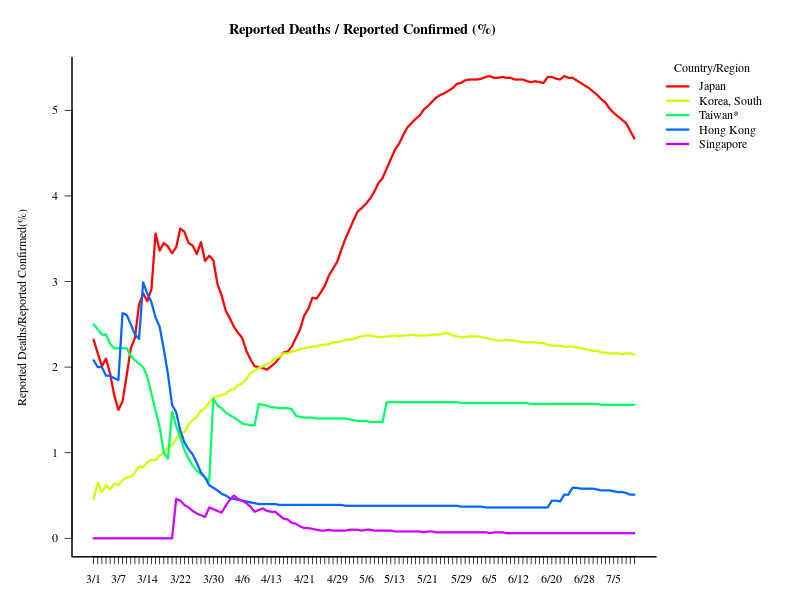 Reported Deaths / Reported Confirmed (%)
Country/Region
Japan
Korea, South
Taiwan*
Hong Kong
Singapore
Reported Deaths/Reported Confirmed(%)
5
4
3
2
1
0
3/1 3/7 3/14 3/22 3/30 4/6 4/13 4/21 4/29 5/6 5/13 5/21 5/29 6/5 6/12 6/20 6/28 7/5